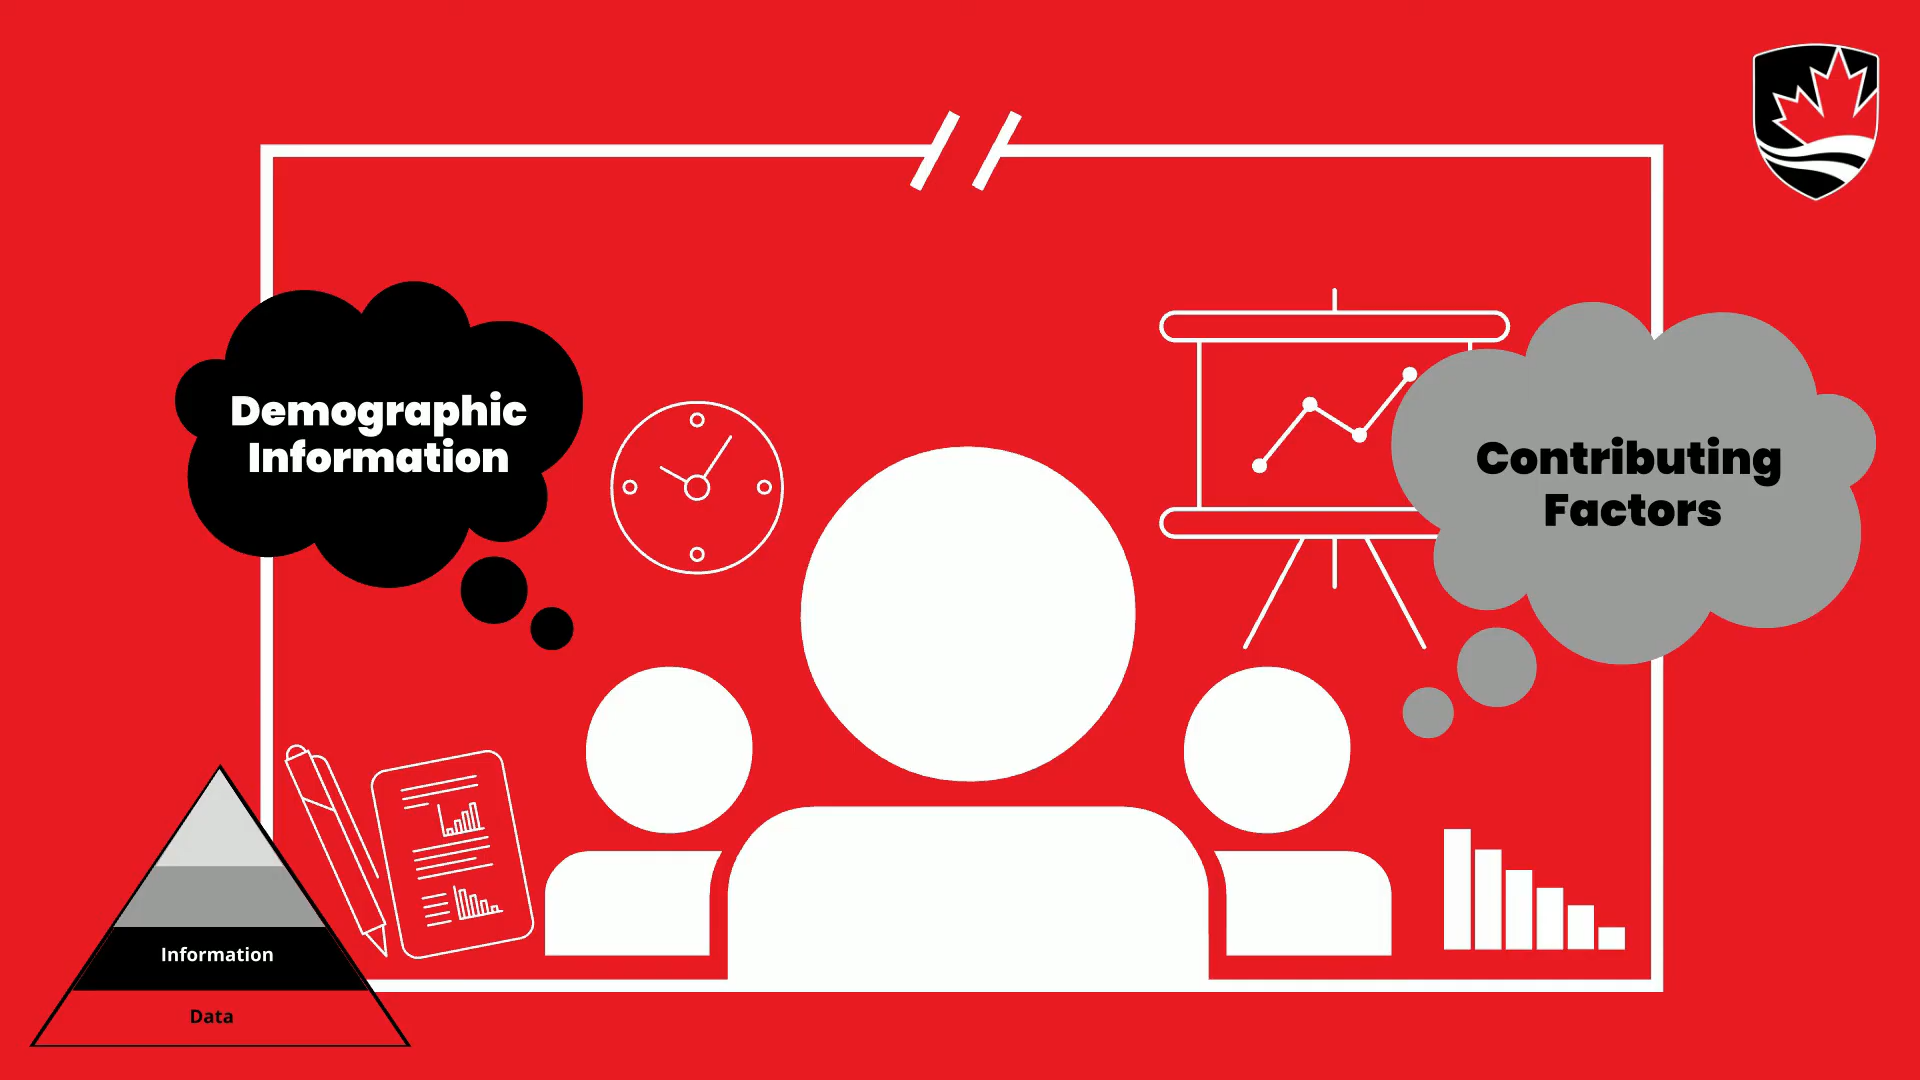 Demographic
Information
Contributing
Factors
Information
Data